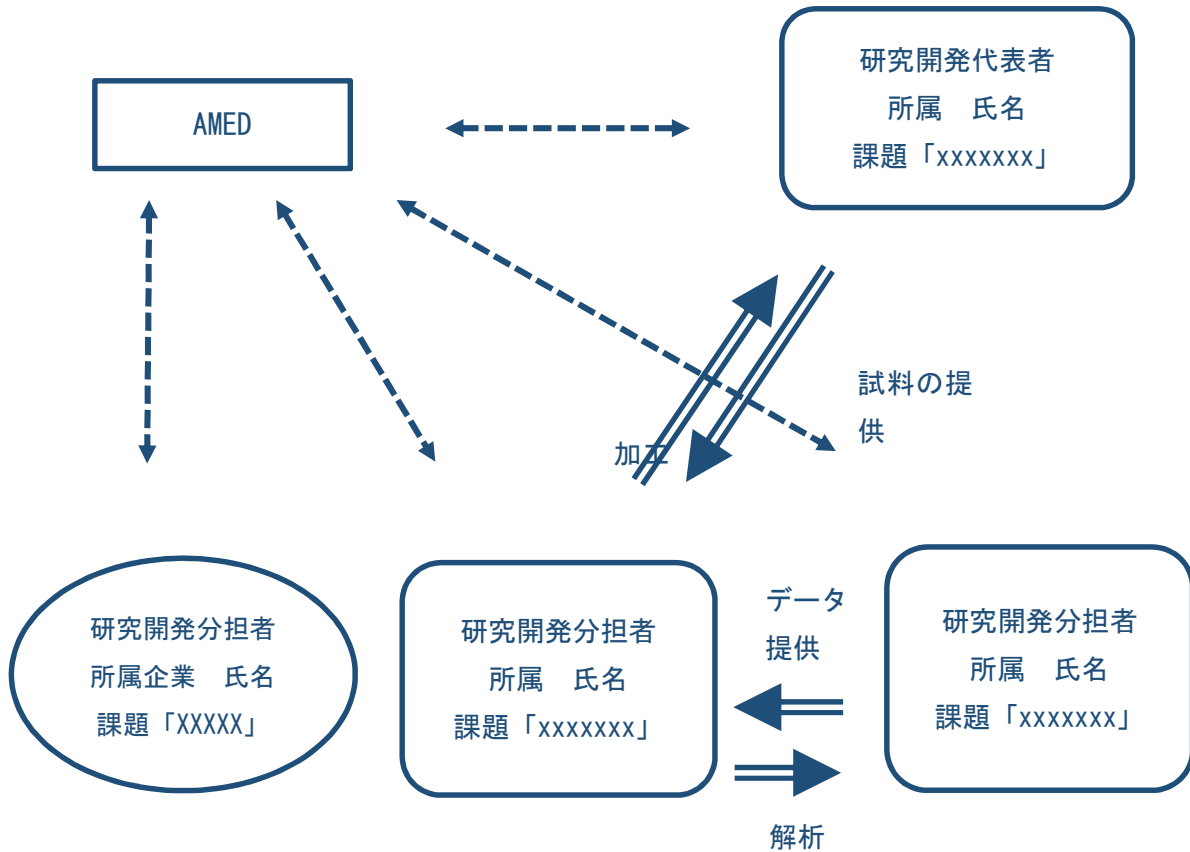 AMED
研究開発代表者
所属　氏名
課題「xxxxxxx」
試料の提
供
加工
研究開発分担者
所属企業　氏名
課題「XXXXX」
研究開発分担者
所属　氏名
課題「xxxxxxx」
データ
提供
解析
研究開発分担者
所属　氏名
課題「xxxxxxx」